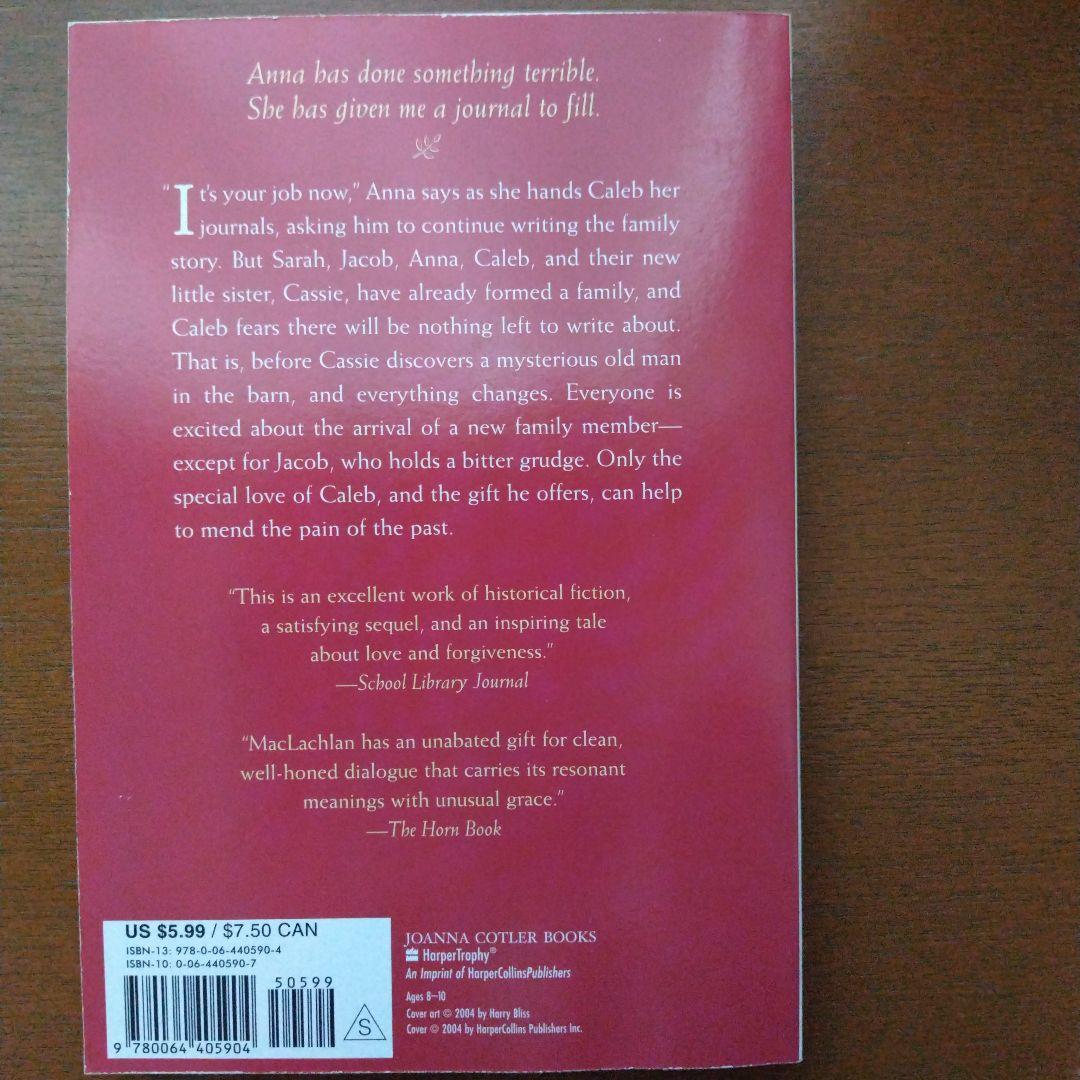 Anna has done something terrible.
She has given me a journal to fill.
"It's your job now," Anna says as she hands Caleb her
journals, asking him to continue writing the family
story. But Sarah, Jacob, Anna, Caleb, and their new
little sister, Cassie, have already formed a family, and
Caleb fears there will be nothing left to write about.
That is, before Cassie discovers a mysterious old man
in the barn, and everything changes. Everyone is
excited about the arrival of a new family member—
except for Jacob, who holds a bitter grudge. Only the
special love of Caleb, and the gift he offers, can help
to mend the pain of the past.
"This is an excellent work of historical fiction,
a satisfying sequel, and an inspiring tale
about love and forgiveness."
—School Library Journal
"MacLachlan has an unabated gift for clean,
well-honed dialogue that carries its resonant
meanings with unusual grace."
—The Horn Book
US $5.99 / $7.50 CAN
ISBN-13: 978-0-06-440590-4
ISBN-10: 0-06-440590-7
50599
9 780064 405904
S
JOANNA COTLER BOOKS
HarperTrophy®
An Imprint of HarperCollinsPublishers
Ages 8–10
Cover art © 2004 by Harry Bliss
Cover © 2004 by HarperCollins Publishers Inc.